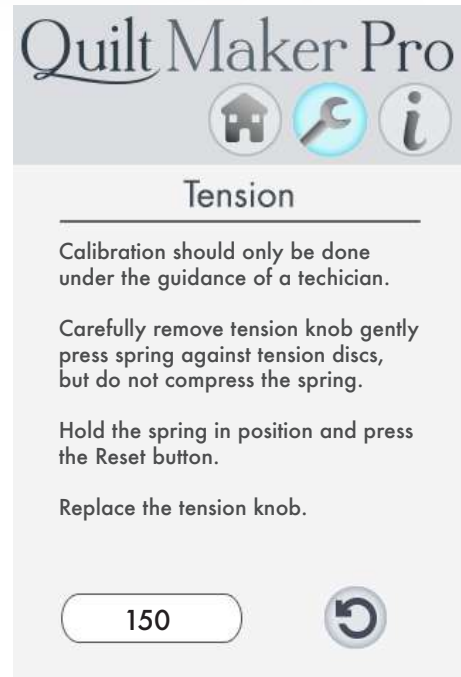 Quilt Maker Pro
i
Tension
Calibration should only be done
under the guidance of a techician.
Carefully remove tension knob gently
press spring against tension discs,
but do not compress the spring.
Hold the spring in position and press
the Reset button.
Replace the tension knob.
150